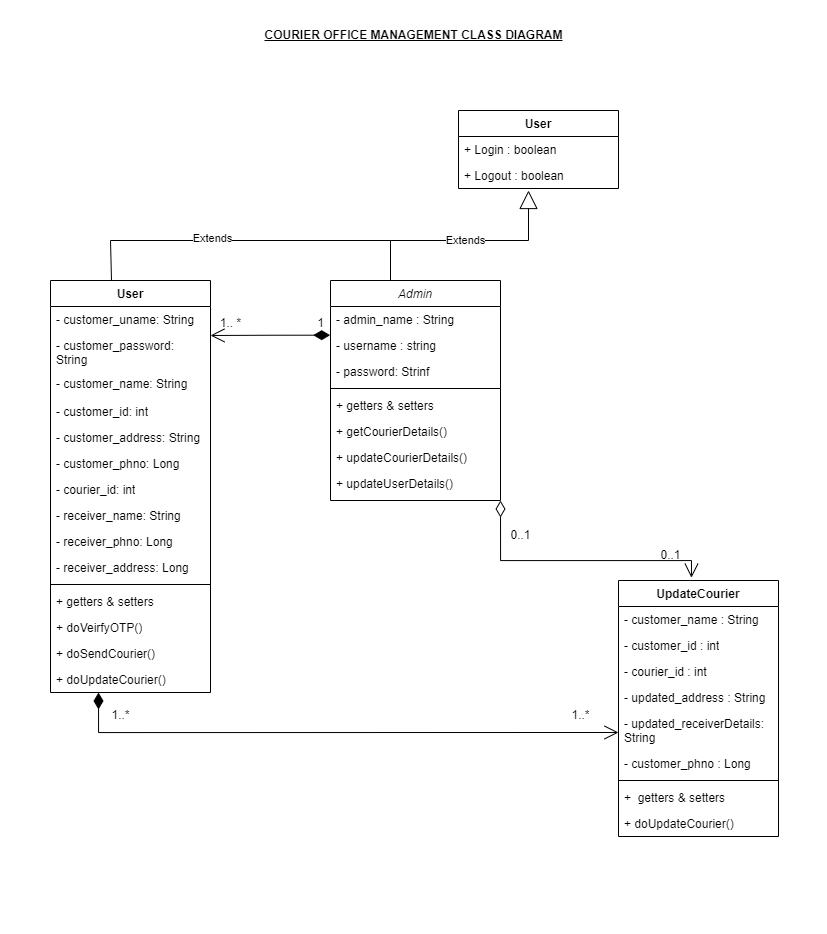 COURIER OFFICE MANAGEMENT CLASS DIAGRAM
User
+ Login : boolean
+ Logout : boolean
Extends
Extends
User
- customer_uname: String
- customer_password:
String
- customer_name: String
- customer_id: int
- customer_address: String
- customer_phno: Long
- courier_id: int
- receiver_name: String
- receiver_phno: Long
- receiver_address: Long
+ getters & setters
+ doVeirfyOTP()
+ doSendCourier()
+ doUpdateCourier()
1.. *
1
Admin
- admin_name : String
- username : string
- password: Strinf
+ getters & setters
+ getCourierDetails()
+ updateCourierDetails()
+ updateUserDetails()
0..1
0..1
UpdateCourier
- customer_name : String
- customer_id : int
- courier_id : int
- updated_address : String
- updated_receiverDetails:
String
- customer_phno : Long
+  getters & setters
+ doUpdateCourier()
1..*
1..*